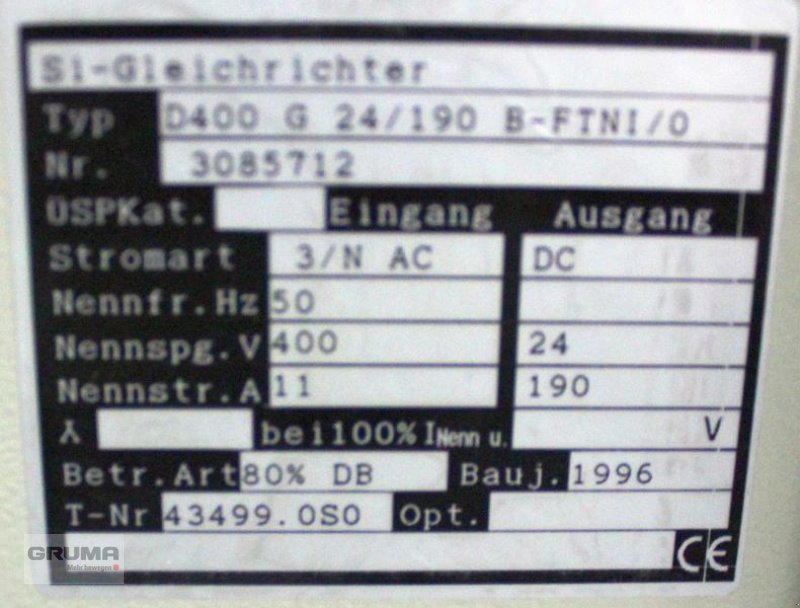 Si-Gleichrichter
Typ D400 G 24/190 B-FTNI/0
Nr. 3085712
ÜSPKat. Eingang Ausgang
Stromart 3/N AC DC
Nennfr.Hz 50
Nennspg.V 400 24
Nennstr.A 11 190
λ bei100%INenn u. V
Betr.Art 80% DB Bauj. 1996
T-Nr 43499.0S0 Opt.
CE
GRUMA
Mehr bewegen.